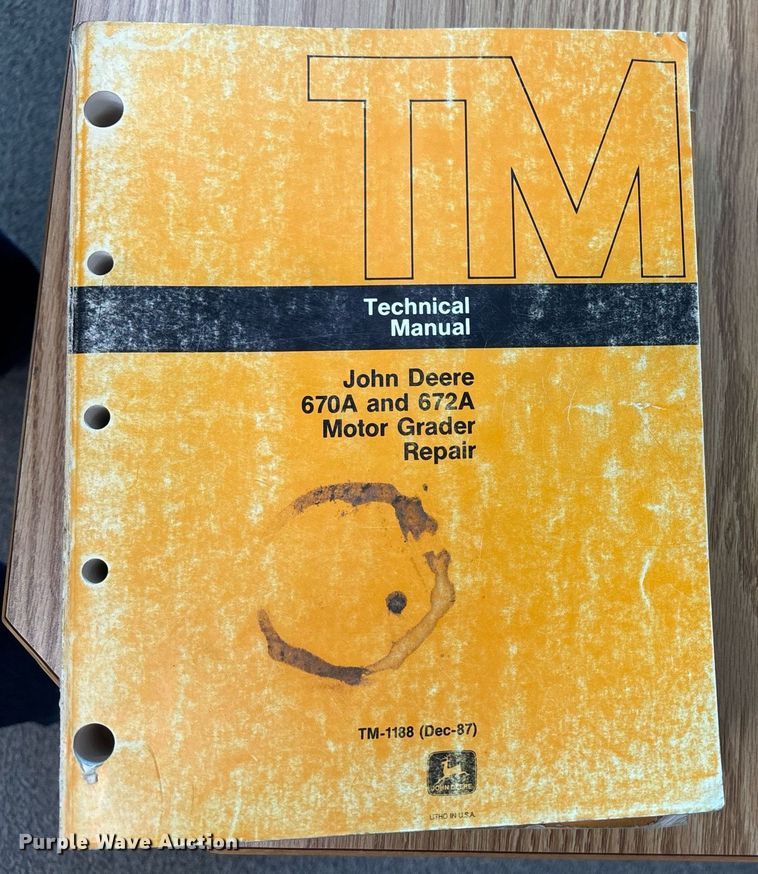 TM
Technical
Manual
John Deere
670A and 672A
Motor Grader
Repair
TM-1188 (Dec-87)
JOHN DEERE
LITHO IN U.S.A.
Purple Wave Auction